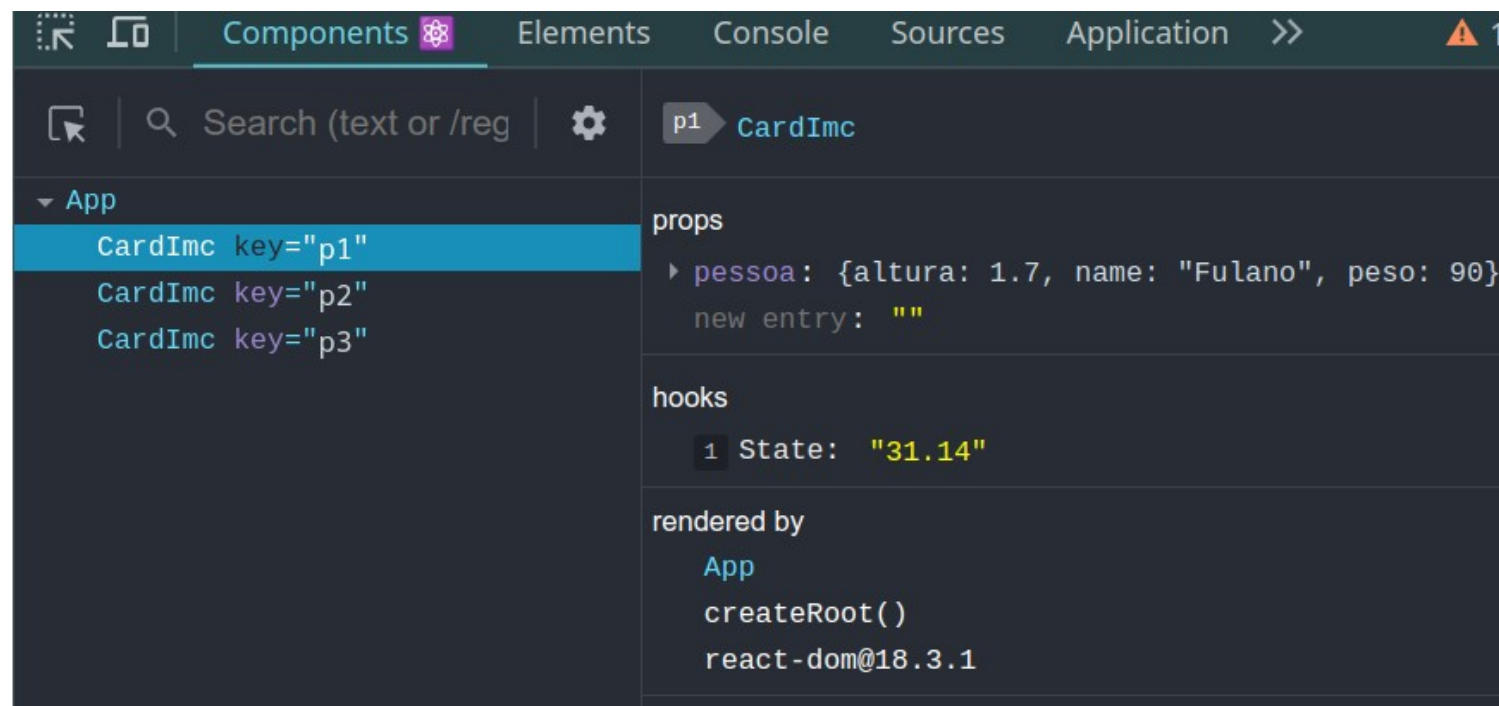 Components ⚛ Elements Console Sources Application
Search (text or /reg
p1 CardImc
App
CardImc key="p1"
CardImc key="p2"
CardImc key="p3"
props
pessoa: {altura: 1.7, name: "Fulano", peso: 90}
new entry: ""
hooks
1 State: "31.14"
rendered by
App
createRoot()
react-dom@18.3.1